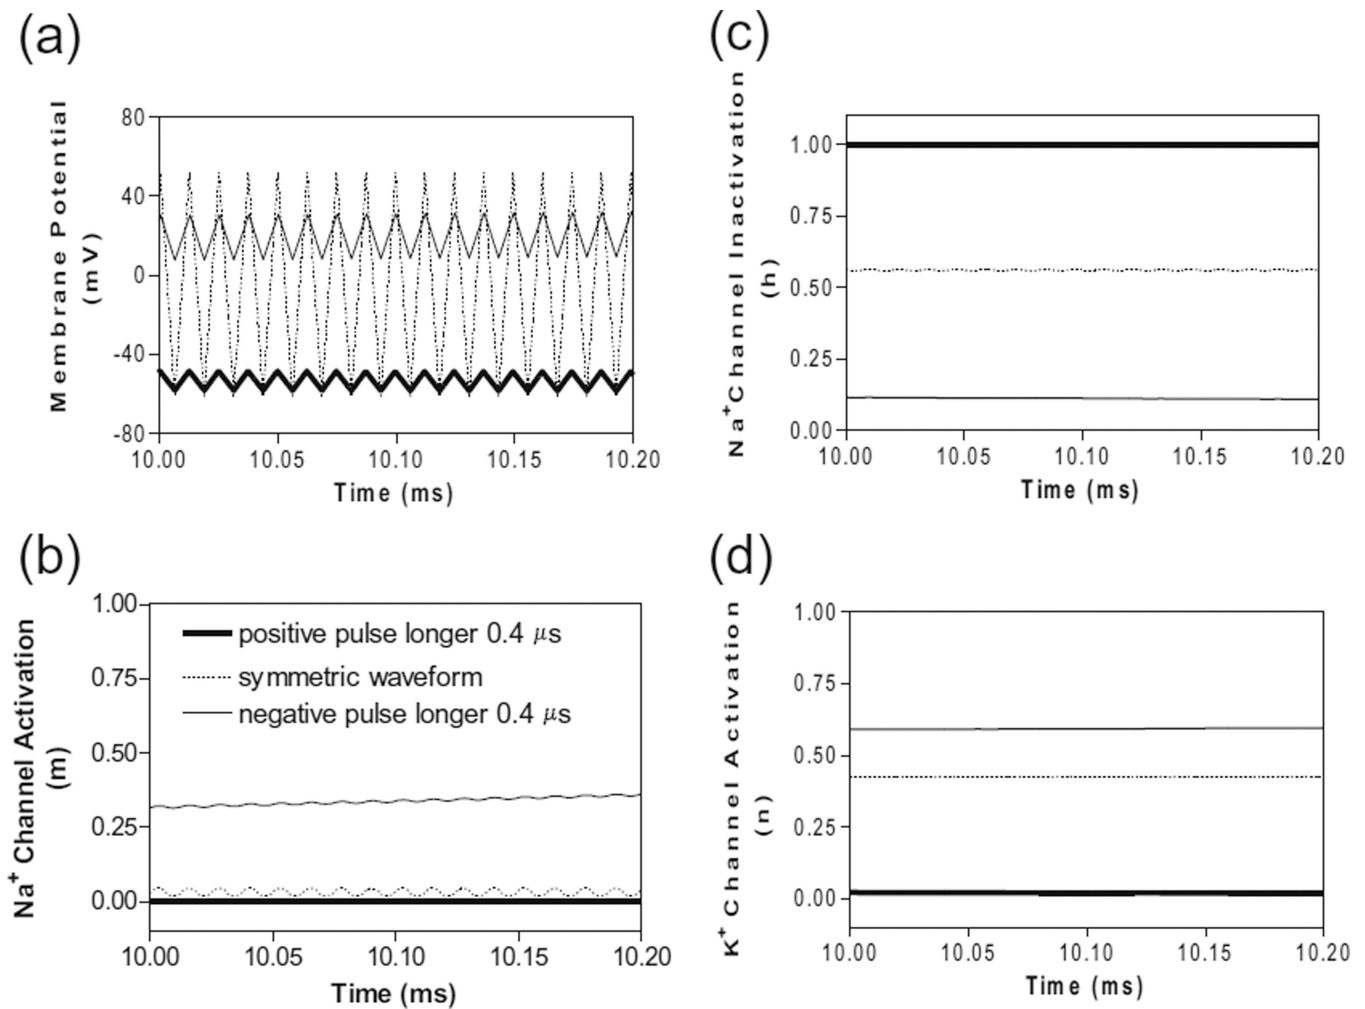 (a)
Membrane Potential
(mV)
80
40
0
-40
-80
10.00 10.05 10.10 10.15 10.20
Time (ms)
(c)
Na+Channel Inactivation
(h)
1.00
0.75
0.50
0.25
0.00
10.00 10.05 10.10 10.15 10.20
Time (ms)
(b)
Na+ Channel Activation
(m)
1.00
0.75
0.50
0.25
0.00
positive pulse longer 0.4 μs
symmetric waveform
negative pulse longer 0.4 μs
10.00 10.05 10.10 10.15 10.20
Time (ms)
(d)
K+ Channel Activation
(n)
1.00
0.75
0.50
0.25
0.00
10.00 10.05 10.10 10.15 10.20
Time (ms)